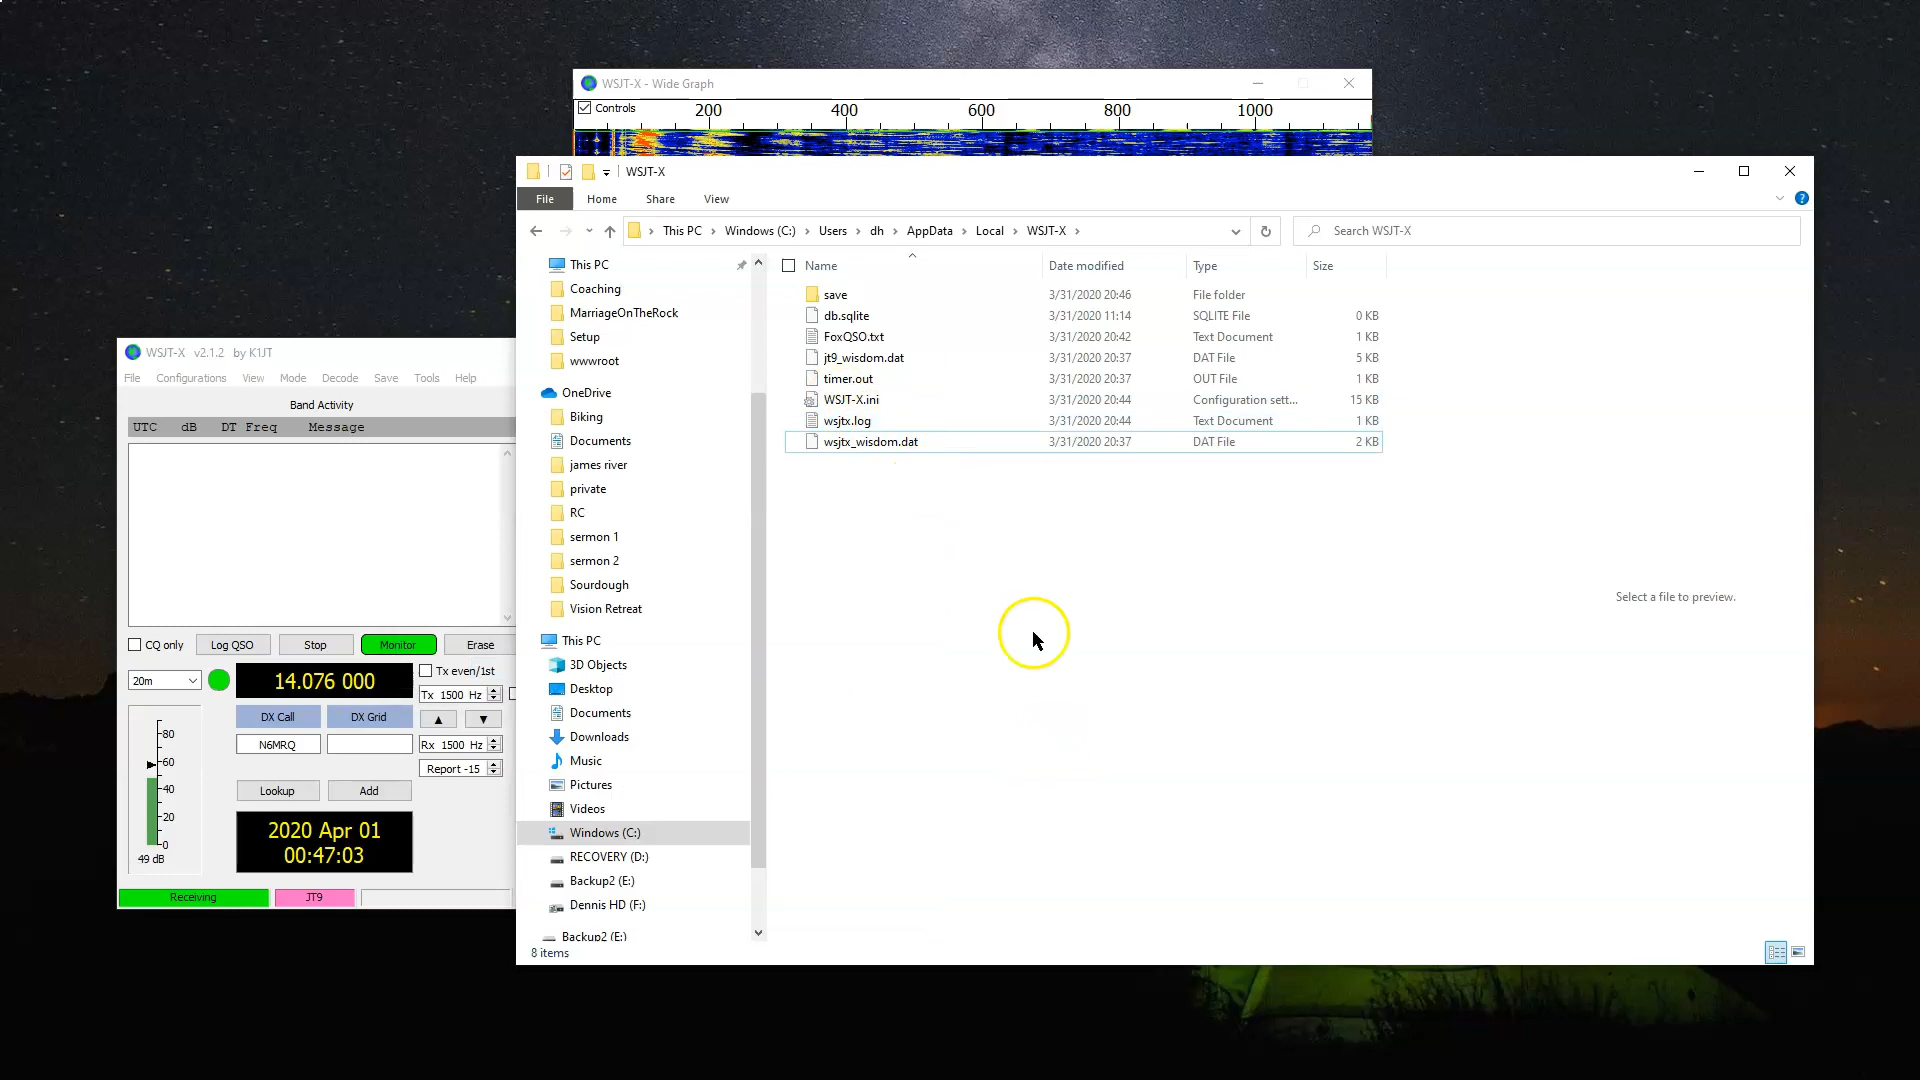 WSJT-X - Wide Graph
Controls
200 400 600 800 1000
WSJT-X
File Home Share View
This PC Windows (C:) Users dh AppData Local WSJT-X
Search WSJT-X
Name Date modified Type Size
save 3/31/2020 20:46 File folder
db.sqlite 3/31/2020 11:14 SQLITE File 0 KB
FoxQSO.txt 3/31/2020 20:42 Text Document 1 KB
jt9_wisdom.dat 3/31/2020 20:37 DAT File 5 KB
timer.out 3/31/2020 20:37 OUT File 1 KB
WSJT-X.ini 3/31/2020 20:44 Configuration sett... 15 KB
wsjtx.log 3/31/2020 20:44 Text Document 1 KB
wsjtx_wisdom.dat 3/31/2020 20:37 DAT File 2 KB
Select a file to preview.
This PC
Coaching
MarriageOnTheRock
Setup
wwwroot
OneDrive
Biking
Documents
james river
private
RC
sermon 1
sermon 2
Sourdough
Vision Retreat
This PC
3D Objects
Desktop
Documents
Downloads
Music
Pictures
Videos
Windows (C:)
RECOVERY (D:)
Backup2 (E:)
Dennis HD (F:)
Backup2 (E:)
8 items
WSJT-X v2.1.2 by K1JT
File Configurations View Mode Decode Save Tools Help
Band Activity
UTC dB DT Freq Message
CQ only Log QSO Stop Monitor Erase
20m 14.076 000 Tx even/1st
Tx 1500 Hz
DX Call DX Grid
N6MRQ Rx 1500 Hz
Report -15
Lookup Add
2020 Apr 01
00:47:03
80
60
40
20
0
49 dB
Receiving JT9